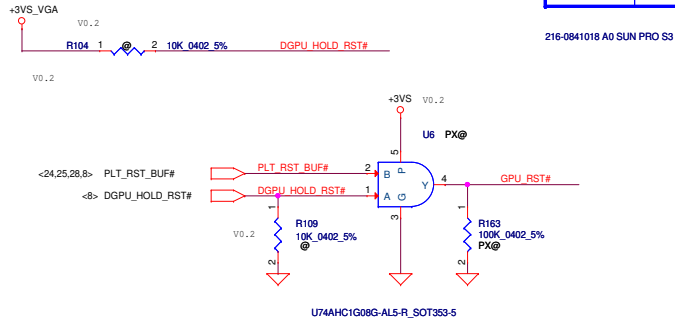 +3VS_VGA
V0.2
216-0841018 A0 SUN PRO S3
R104 1 @ 2 10K_0402_5% DGPU_HOLD_RST#
V0.2
+3VS V0.2
U6 PX@
5
<24,25,28,8> PLT_RST_BUF# PLT_RST_BUF# 2 B P
Y 4 GPU_RST#
<8> DGPU_HOLD_RST# DGPU_HOLD_RST# 1 A G
3
1 1
V0.2 R109 R163
10K_0402_5% 100K_0402_5%
@ PX@
2 2
U74AHC1G08G-AL5-R_SOT353-5